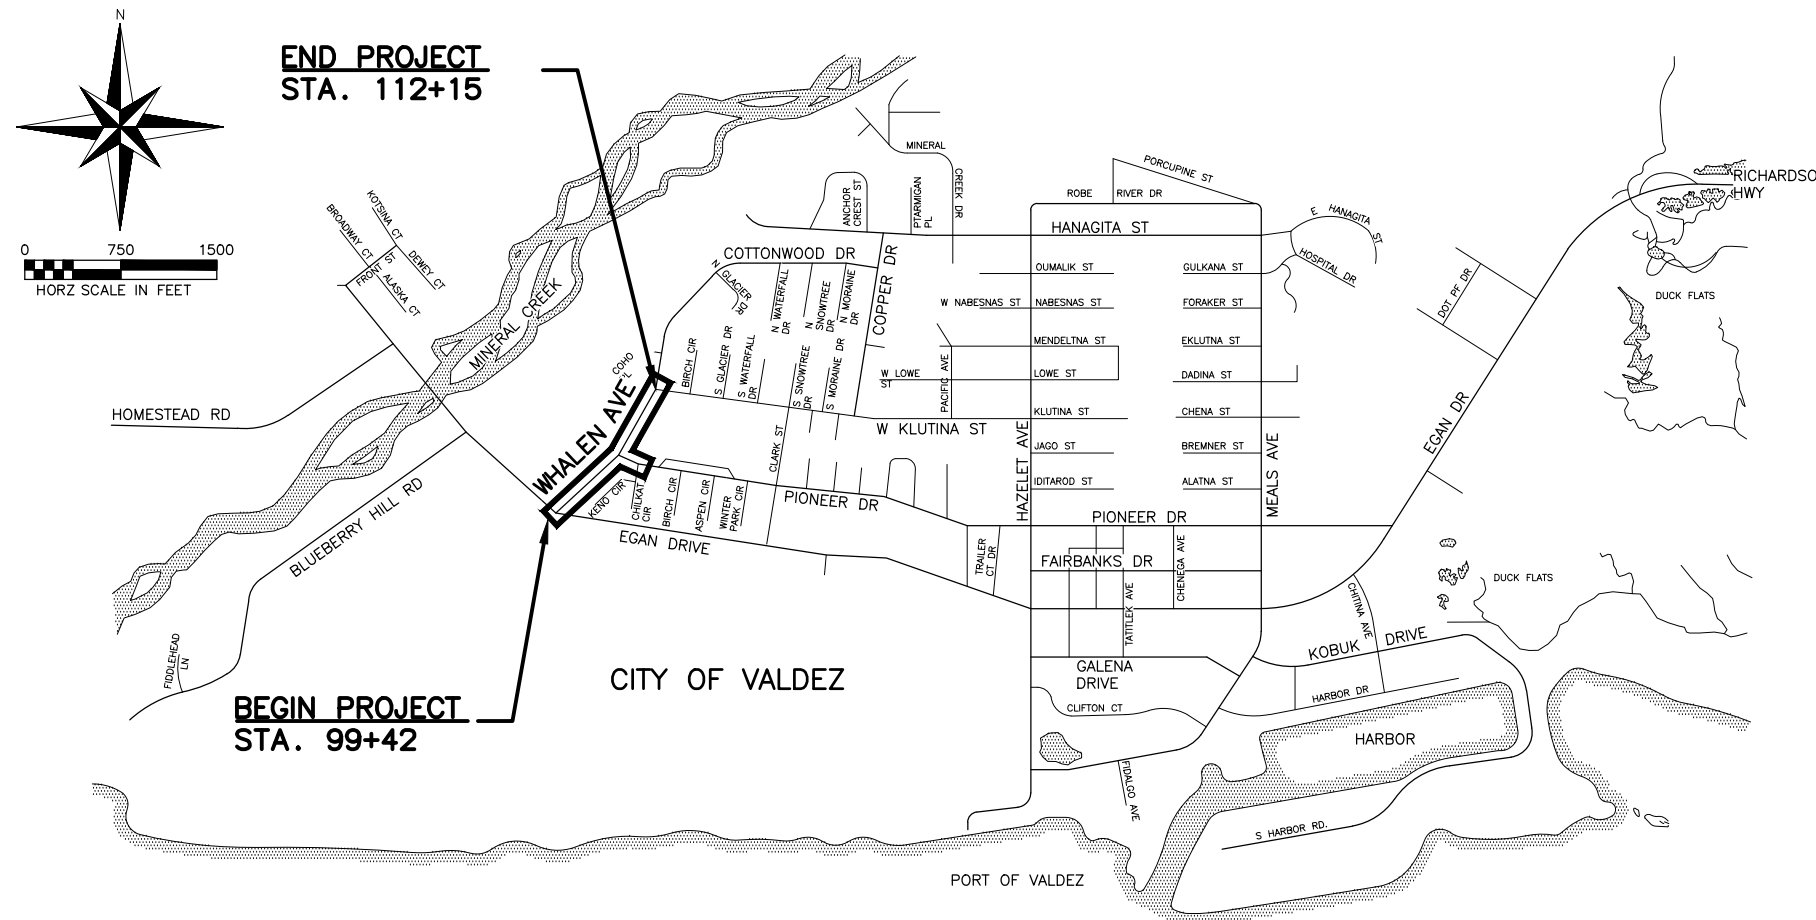 N
END PROJECT
STA. 112+15
0 750 1500
HORZ SCALE IN FEET
KOTSINA CT
BROADWAY CT
FRONT ST
DEWEY CT
ALASKA CT
MINERAL CREEK
HOMESTEAD RD
BLUEBERRY HILL RD
FIDDLEHEAD
LN
BEGIN PROJECT
STA. 99+42
WHALEN AVE
COHO
PL
MINERAL
CREEK DR
ANCHOR
CREST ST
PTARMIGAN
PL
PORCUPINE ST
ROBE RIVER DR
HANAGITA ST
E HANAGITA
ST
HOSPITAL DR
RICHARDSO
HWY
DUCK FLATS
DOT PF DR
COTTONWOOD DR
N GLACIER
DR
N WATERFALL
DR
N
SNOWTREE
DR
N MORAINE
DR
COPPER DR
BIRCH CIR
S GLACIER DR
S WATERFALL
DR
S SNOWTREE
DR
S MORAINE DR
OUMALIK ST
GULKANA ST
W NABESNAS ST
NABESNAS ST
FORAKER ST
MENDELTNA ST
EKLUTNA ST
W LOWE
ST
LOWE ST
DADINA ST
PACIFIC AVE
KLUTINA ST
CHENA ST
W KLUTINA ST
HAZELET AVE
JAGO ST
BREMNER ST
MEALS AVE
EGAN DR
IDITAROD ST
ALATNA ST
CLARK ST
KENO CIR
CHILKAT
CIR
BIRCH CIR
ASPEN CIR
WINTER
PARK CIR
PIONEER DR
PIONEER DR
EGAN DRIVE
TRAILER
CT DR
FAIRBANKS DR
CHENEGA AVE
TATITLEK AVE
DUCK FLATS
CHITINA AVE
KOBUK DRIVE
CITY OF VALDEZ
GALENA
DRIVE
CLIFTON CT
HARBOR DR
HARBOR
FIDALGO AVE
S HARBOR RD.
PORT OF VALDEZ